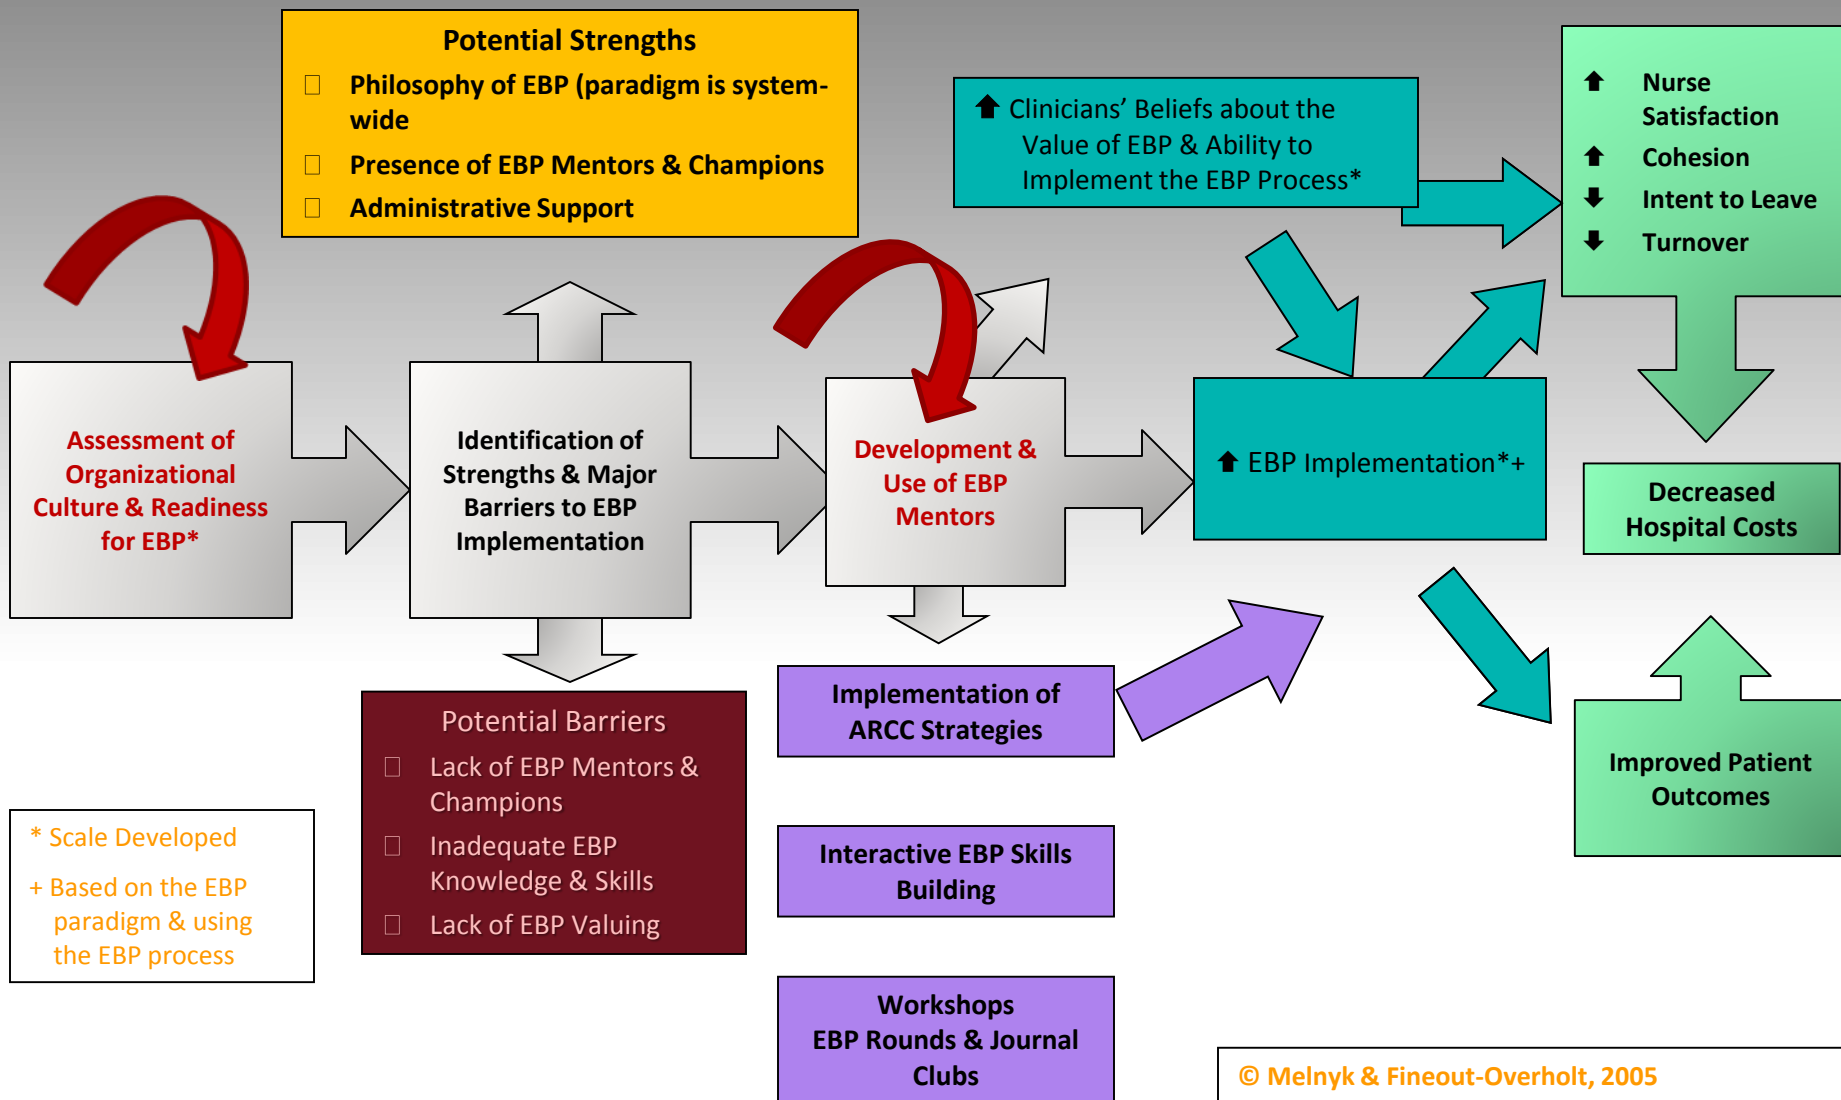 Potential Strengths
Philosophy of EBP (paradigm is system-
wide
Presence of EBP Mentors & Champions
Administrative Support
⬆ Clinicians' Beliefs about the
Value of EBP & Ability to
Implement the EBP Process*
⬆ Nurse
Satisfaction
⬆ Cohesion
⬇ Intent to Leave
⬇ Turnover
Assessment of
Organizational
Culture & Readiness
for EBP*
Identification of
Strengths & Major
Barriers to EBP
Implementation
Development &
Use of EBP
Mentors
⬆ EBP Implementation*+
Decreased
Hospital Costs
Potential Barriers
Lack of EBP Mentors &
Champions
Inadequate EBP
Knowledge & Skills
Lack of EBP Valuing
Implementation of
ARCC Strategies
Interactive EBP Skills
Building
Workshops
EBP Rounds & Journal
Clubs
Improved Patient
Outcomes
* Scale Developed
+ Based on the EBP
paradigm & using
the EBP process
© Melnyk & Fineout-Overholt, 2005